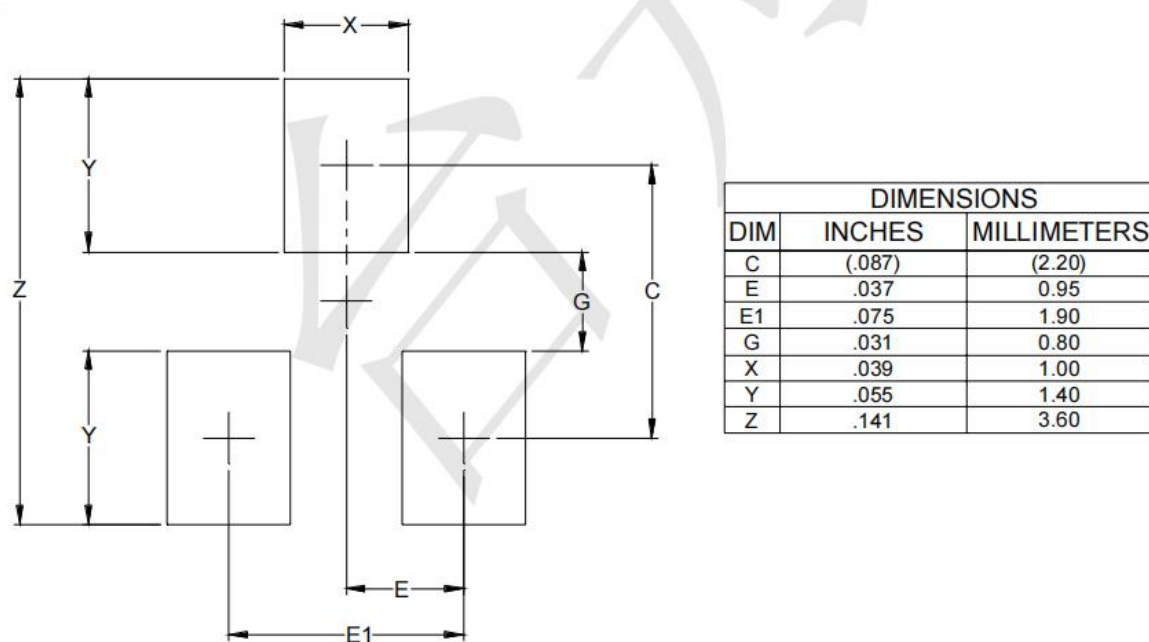 X
Y
Z
G
C
Y
E
E1
DIMENSIONS
DIM INCHES MILLIMETERS
C (.087) (2.20)
E .037 0.95
E1 .075 1.90
G .031 0.80
X .039 1.00
Y .055 1.40
Z .141 3.60